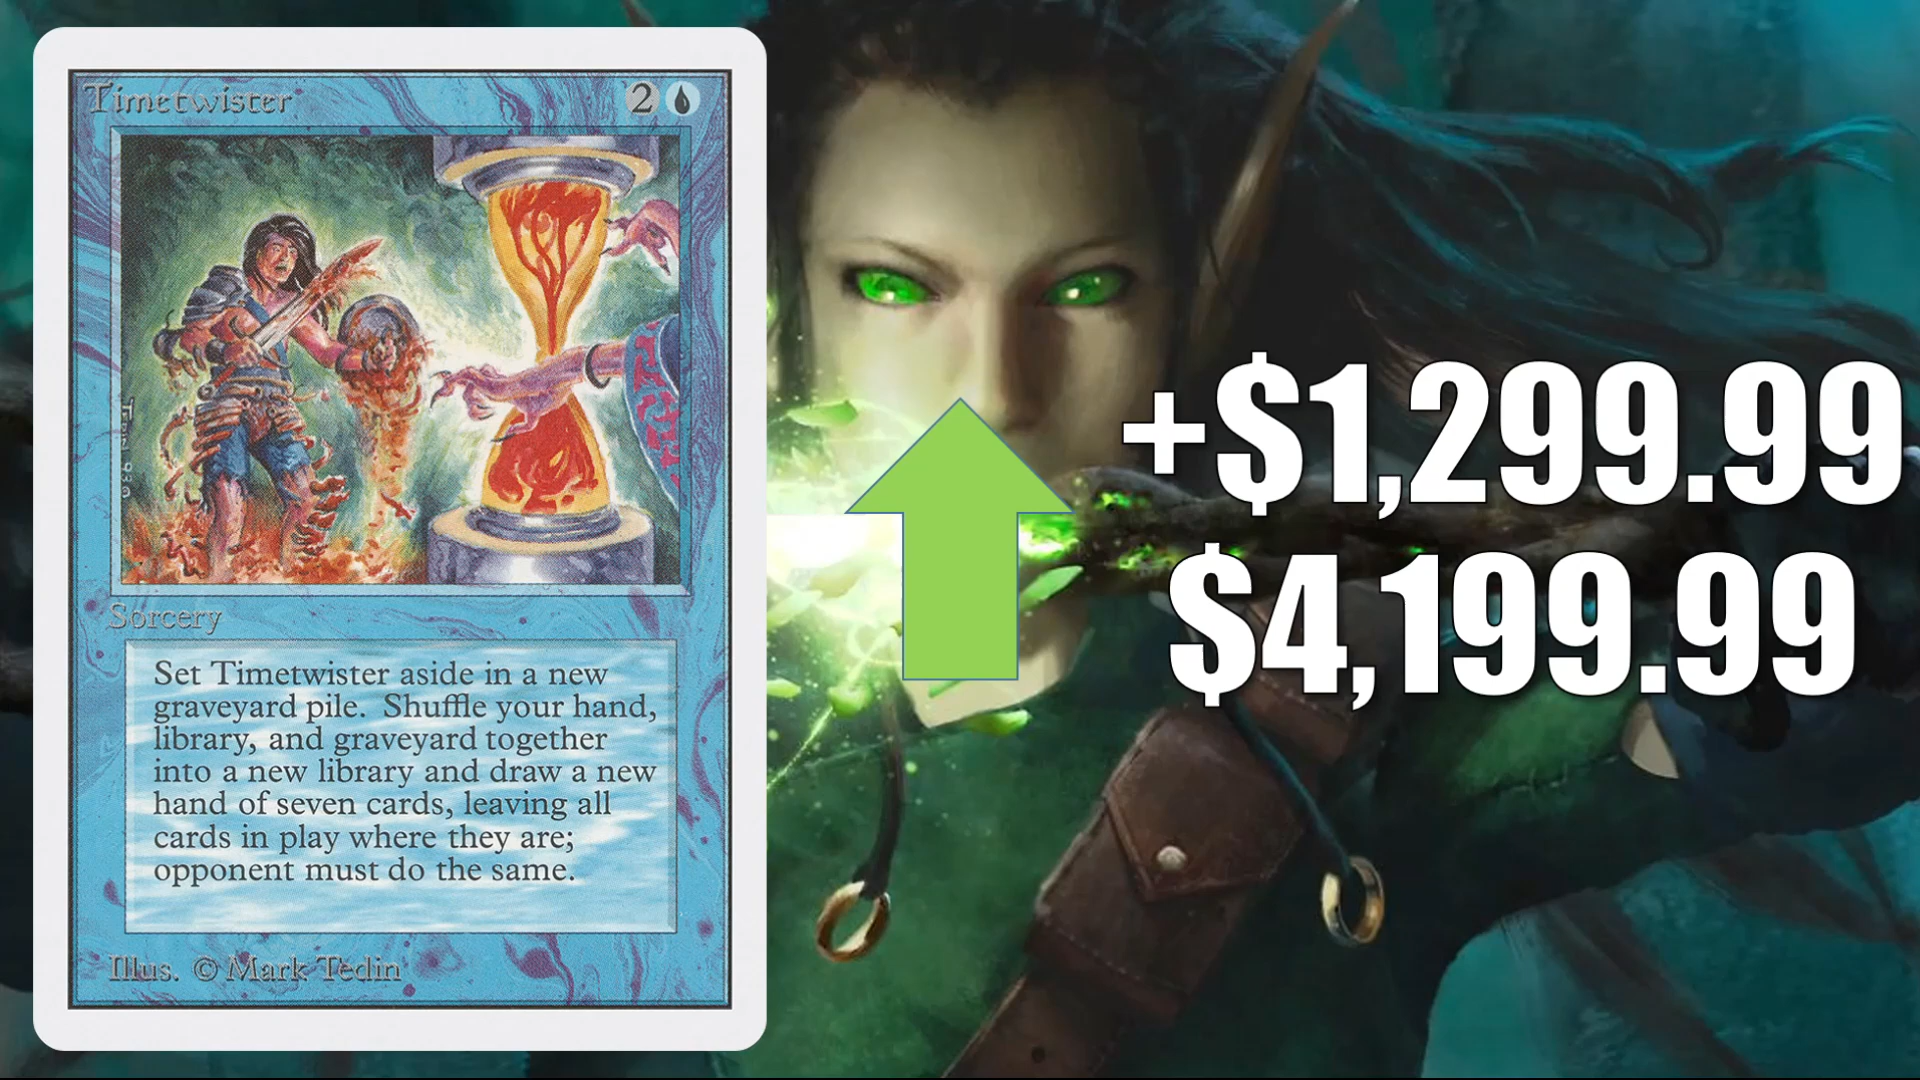 Timetwister 2
Sorcery
Set Timetwister aside in a new
graveyard pile. Shuffle your hand,
library, and graveyard together
into a new library and draw a new
hand of seven cards, leaving all
cards in play where they are;
opponent must do the same.
Illus. © Mark Tedin
+$1,299.99
$4,199.99